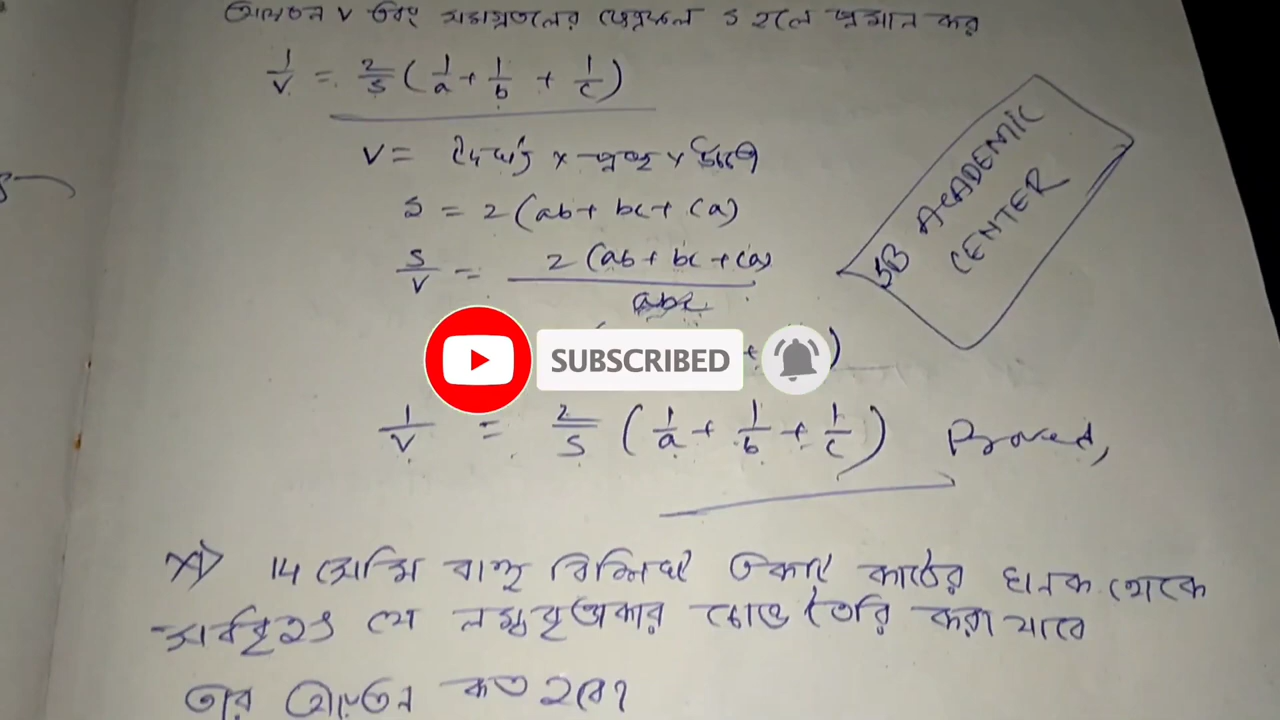 আয়তন V এবং সমগ্রতলের ক্ষেত্রফল S হলে প্রমান কর
1/V = 2/S (1/a + 1/b + 1/c)
V = দৈর্ঘ্য × প্রস্থ × উচ্চতা
S = 2 (ab + bc + ca)
S/V = 2 (ab + bc + ca) / abc
SUBSCRIBED
1/V = 2/S (1/a + 1/b + 1/c) Proved,
SB ACADEMIC
CENTER
14 সেমি বাহু বিশিষ্ট একটি কাঠের ঘনক থেকে
সর্ববৃহৎ যে লম্ববৃত্তাকার চোঙ তৈরি করা যাবে
তার আয়তন কত হবে?